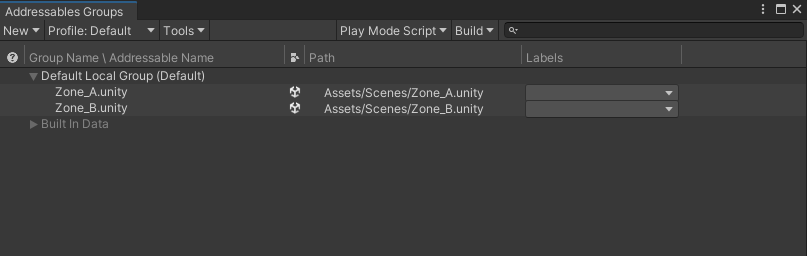 Addressables Groups
New Profile: Default Tools Play Mode Script Build
Group Name \ Addressable Name Path Labels
Default Local Group (Default)
Zone_A.unity Assets/Scenes/Zone_A.unity
Zone_B.unity Assets/Scenes/Zone_B.unity
Built In Data